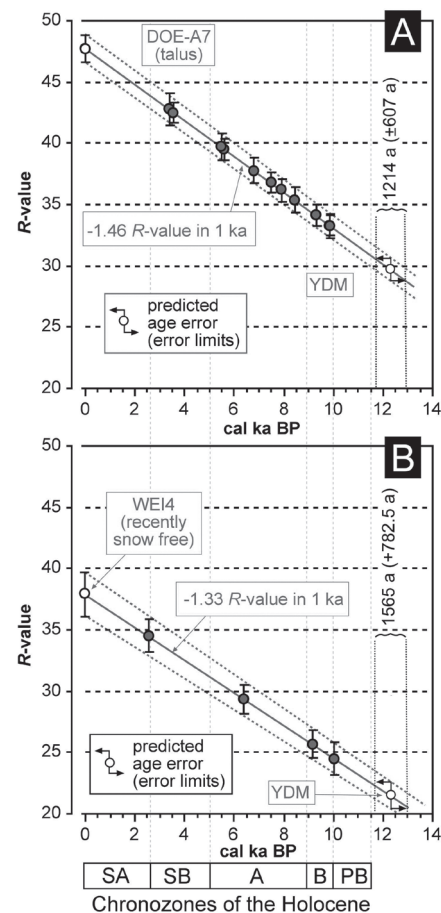 50
A
DOE-A7
(talus)
45
40
R-value
35
-1.46 R-value in 1 ka
30
YDM
1214 a (±607 a)
predicted
age error
(error limits)
25
20
0 2 4 6 8 10 12 14
cal ka BP
50
B
45
WEI4
(recently
snow free)
40
-1.33 R-value in 1 ka
1565 a (+782.5 a)
R-value
35
30
25
predicted
age error
(error limits)
YDM
20
0 2 4 6 8 10 12 14
cal ka BP
SA SB A B PB
Chronozones of the Holocene